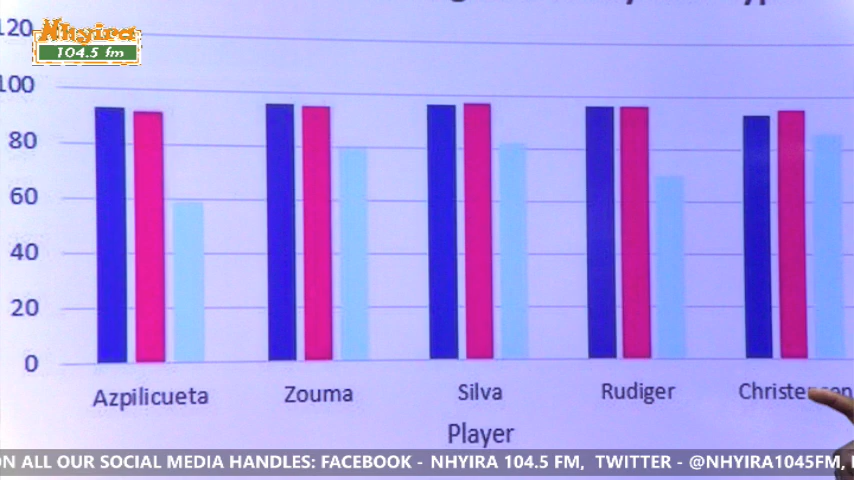 Nhyira
104.5 fm
120
100
80
60
40
20
0
Azpilicueta Zouma Silva Rudiger
Player
ON ALL OUR SOCIAL MEDIA HANDLES: FACEBOOK - NHYIRA 104.5 FM, TWITTER - @NHYIRA1045FM,